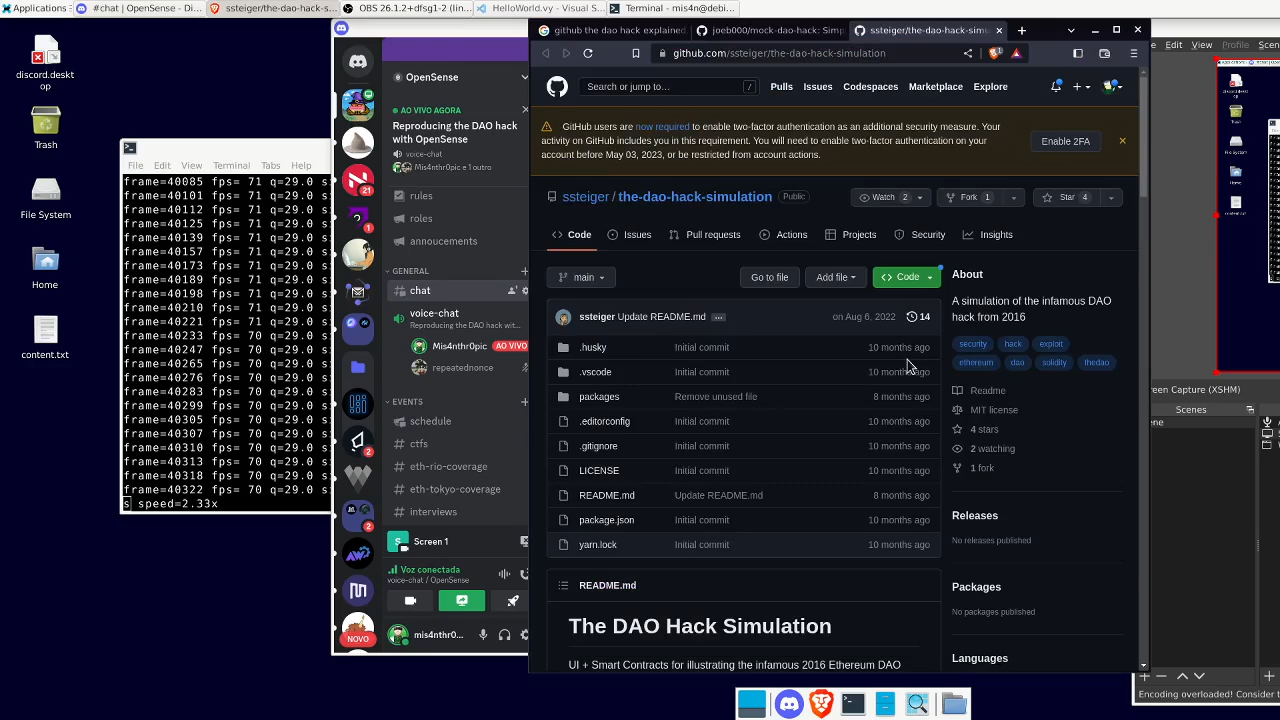 Applications
#chat - Di...
ssteiger/the-dao-hack-s...
OBS 26.1.2+dfsg1-2 (lin...
HelloWorld.vy - VSCodi...
Terminal - mis4n@debi...
discord.deskt
op
Trash
File System
Home
content.txt
File Edit View Terminal Tabs Help
frame=40085 fps= 71 q=29.0 s
frame=40101 fps= 71 q=29.0 s
frame=40112 fps= 71 q=29.0 s
frame=40125 fps= 71 q=29.0 s
frame=40139 fps= 71 q=29.0 s
frame=40157 fps= 71 q=29.0 s
frame=40173 fps= 71 q=29.0 s
frame=40189 fps= 71 q=29.0 s
frame=40198 fps= 71 q=29.0 s
frame=40210 fps= 71 q=29.0 s
frame=40221 fps= 71 q=29.0 s
frame=40233 fps= 70 q=29.0 s
frame=40247 fps= 70 q=29.0 s
frame=40265 fps= 70 q=29.0 s
frame=40276 fps= 70 q=29.0 s
frame=40283 fps= 70 q=29.0 s
frame=40299 fps= 70 q=29.0 s
frame=40305 fps= 70 q=29.0 s
frame=40307 fps= 70 q=29.0 s
frame=40310 fps= 70 q=29.0 s
frame=40313 fps= 70 q=29.0 s
frame=40318 fps= 70 q=29.0 s
frame=40322 fps= 70 q=29.0 s
s speed=2.33x
OpenSense
AO VIVO AGORA
Reproducing the DAO hack
with OpenSense
voice-chat
Mis4nthr0pic e 1 outro
rules
roles
annoucements
GENERAL
chat
voice-chat
Reproducing the DAO hack wit...
Mis4nthr0pic AO VIVO
repeatednonce
EVENTS
schedule
ctfs
eth-rio-coverage
eth-tokyo-coverage
interviews
Screen 1
Voz conectada
voice-chat / OpenSense
mis4nthr0...
21
1
2
2
NOVO
github the dao hack explained.
joeb000/mock-dao-hack: Simp
ssteiger/the-dao-hack-simu
github.com/ssteiger/the-dao-hack-simulation
Search or jump to... /
Pulls Issues Codespaces Marketplace Explore
GitHub users are now required to enable two-factor authentication as an additional security measure. Your
activity on GitHub includes you in this requirement. You will need to enable two-factor authentication on your
account before May 03, 2023, or be restricted from account actions.
Enable 2FA
ssteiger / the-dao-hack-simulation Public
Watch 2
Fork 1
Star 4
Code Issues Pull requests Actions Projects Security Insights
main
Go to file
Add file
Code
ssteiger Update README.md ... on Aug 6, 2022 14
.husky Initial commit 10 months ago
.vscode Initial commit 10 months ago
packages Remove unused file 8 months ago
.editorconfig Initial commit 10 months ago
.gitignore Initial commit 10 months ago
LICENSE Initial commit 10 months ago
README.md Update README.md 8 months ago
package.json Initial commit 10 months ago
yarn.lock Initial commit 10 months ago
README.md
The DAO Hack Simulation
UI + Smart Contracts for illustrating the infamous 2016 Ethereum DAO
About
A simulation of the infamous DAO
hack from 2016
security hack exploit
ethereum dao solidity thedao
Readme
MIT license
4 stars
2 watching
1 fork
Releases
No releases published
Packages
No packages published
Languages
Edit View Profile Scen
reen Capture (XSHM)
Scenes
ene
Encoding overloaded! Consider t